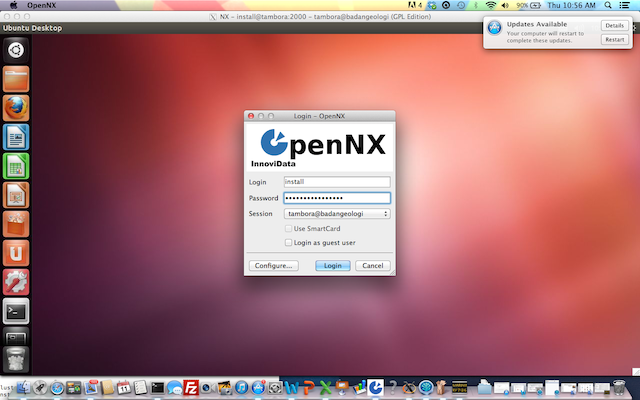 OpenNX
4
90%
Thu 10:56 AM
NX - install@tambora:2000 - tambora@badangeologi (GPL Edition)
Ubuntu Desktop
Updates Available
Your computer will restart to
complete these updates.
Details
Restart
Login – OpenNX
OpenNX
InnoviData
Login
install
Password
••••••••••••••••
Session
tambora@badangeologi
Use SmartCard
Login as guest user
Configure...
Login
Cancel